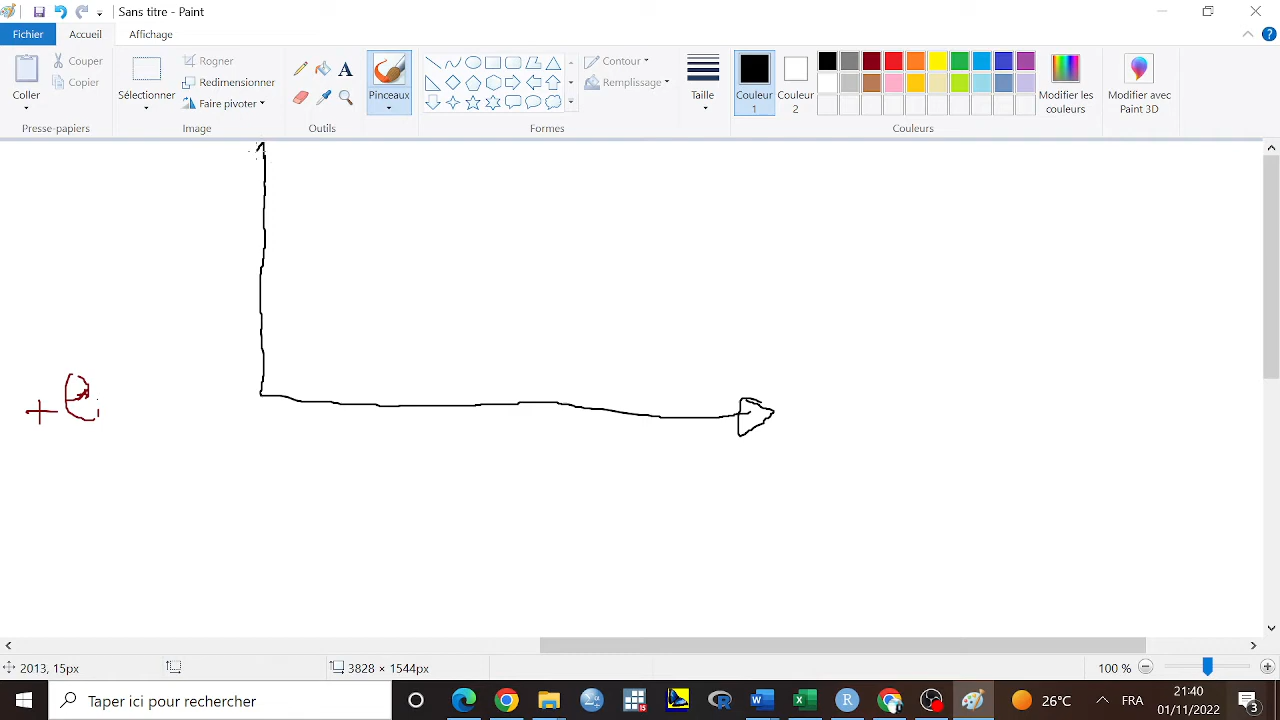 Sans titre - Paint
Fichier Accueil Affichage
Coller
Couper
Copier
Presse-papiers
Sélectionner
Rogner
Redimensionner
Faire pivoter
Image
Outils
Pinceaux
Contour
Remplissage
Formes
Taille
Couleur 1
Couleur 2
Modifier les couleurs
Couleurs
Modifier avec Paint 3D
+ e i
2013, 15px
3828 × 1544px
100 %
Taper ici pour rechercher
15
26°C
FRA
21:40
01/11/2022
3